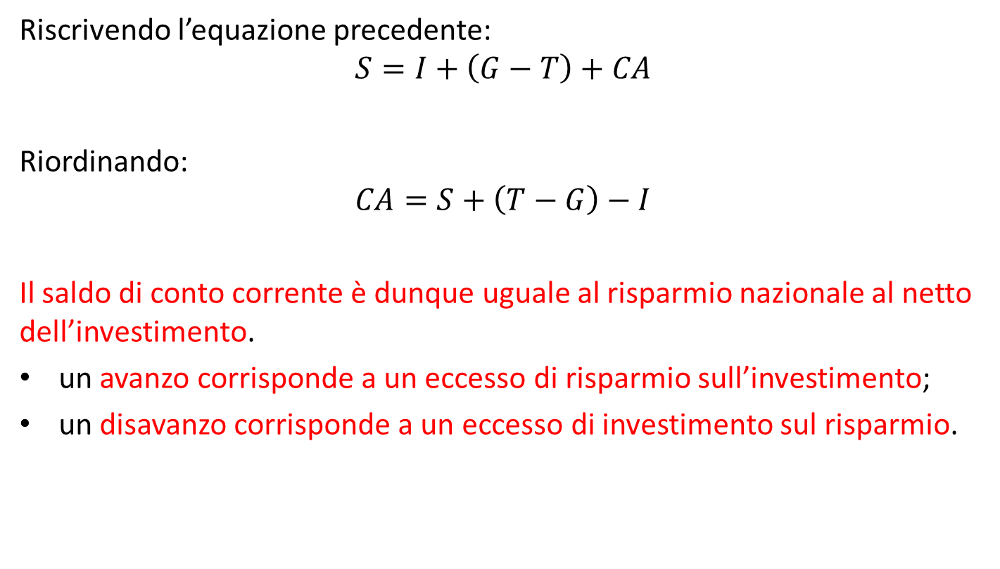 Riscrivendo l’equazione precedente:
𝑆 = 𝐼 + (𝐺 − 𝑇) + 𝐶𝐴
Riordinando:
𝐶𝐴 = 𝑆 + (𝑇 − 𝐺) − 𝐼
Il saldo di conto corrente è dunque uguale al risparmio nazionale al netto
dell’investimento.
• un avanzo corrisponde a un eccesso di risparmio sull’investimento;
• un disavanzo corrisponde a un eccesso di investimento sul risparmio.